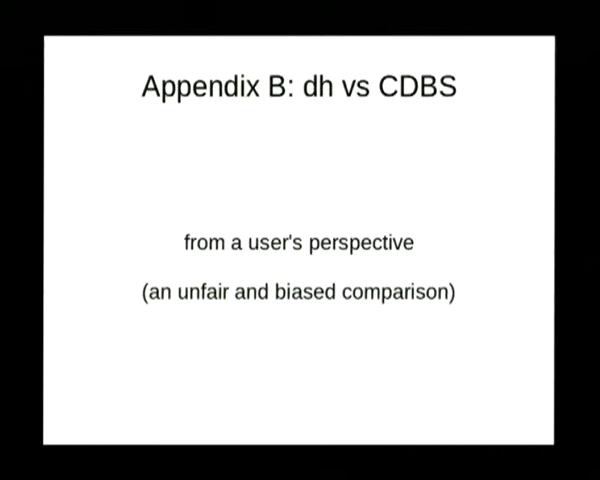 Appendix B: dh vs CDBS
from a user's perspective
(an unfair and biased comparison)